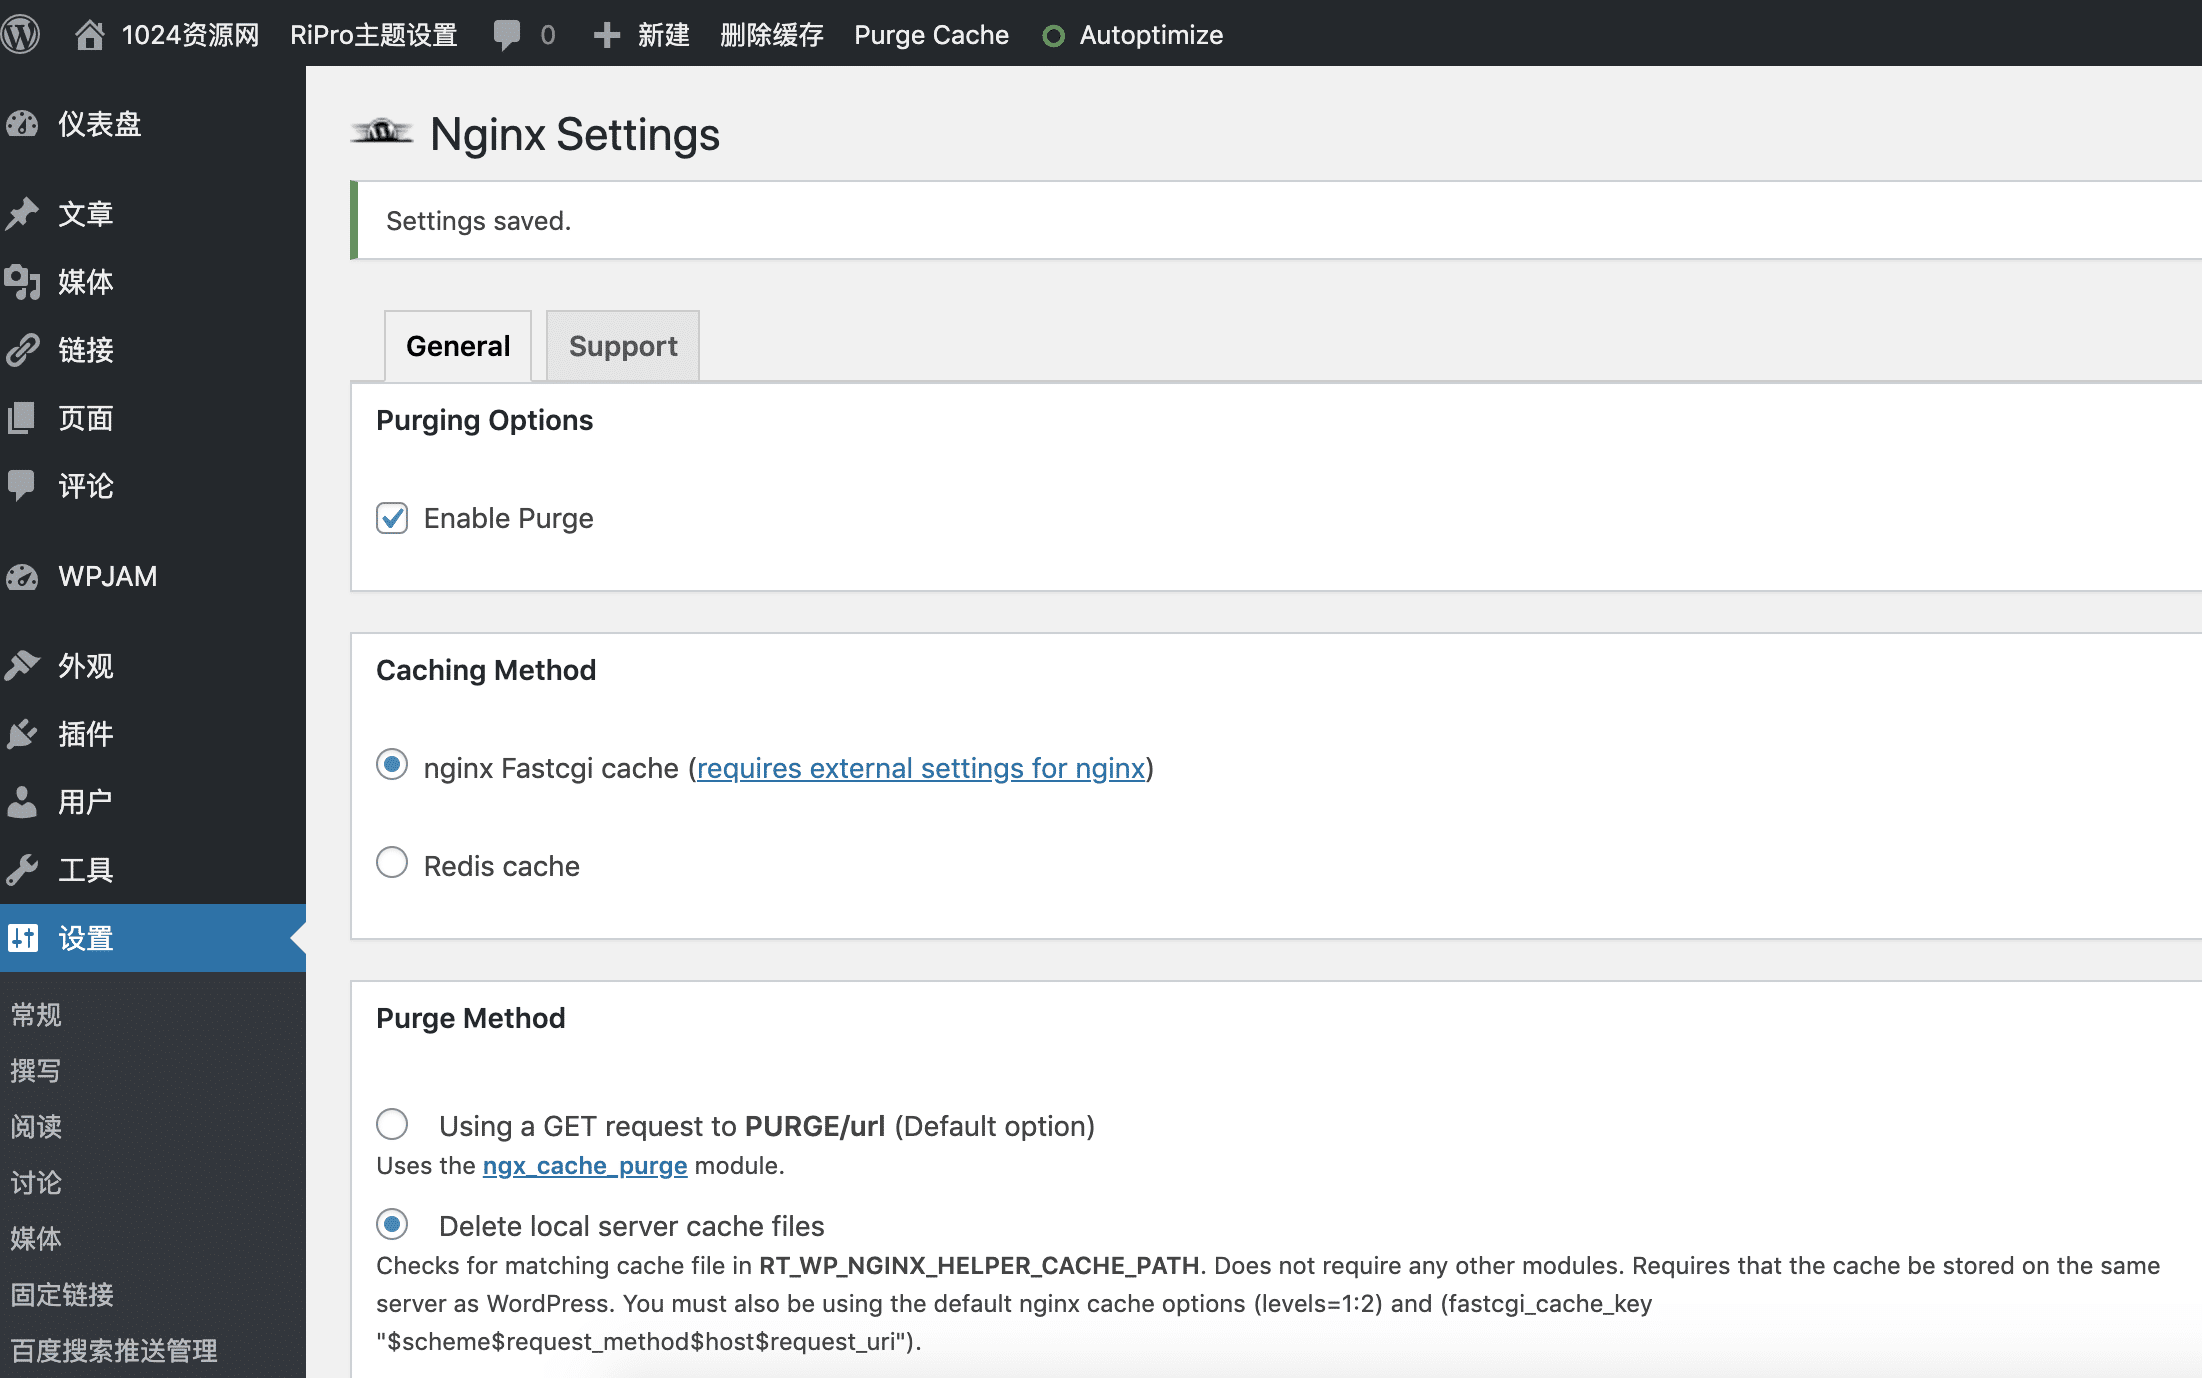 1024资源网 RiPro主题设置 0 新建 删除缓存 Purge Cache Autoptimize
仪表盘
文章
媒体
链接
页面
评论
WPJAM
外观
插件
用户
工具
设置
常规
撰写
阅读
讨论
媒体
固定链接
百度搜索推送管理
Nginx Settings
Settings saved.
General Support
Purging Options
Enable Purge
Caching Method
nginx Fastcgi cache (requires external settings for nginx)
Redis cache
Purge Method
Using a GET request to PURGE/url (Default option)
Uses the ngx_cache_purge module.
Delete local server cache files
Checks for matching cache file in RT_WP_NGINX_HELPER_CACHE_PATH. Does not require any other modules. Requires that the cache be stored on the same
server as WordPress. You must also be using the default nginx cache options (levels=1:2) and (fastcgi_cache_key
"$scheme$request_method$host$request_uri").